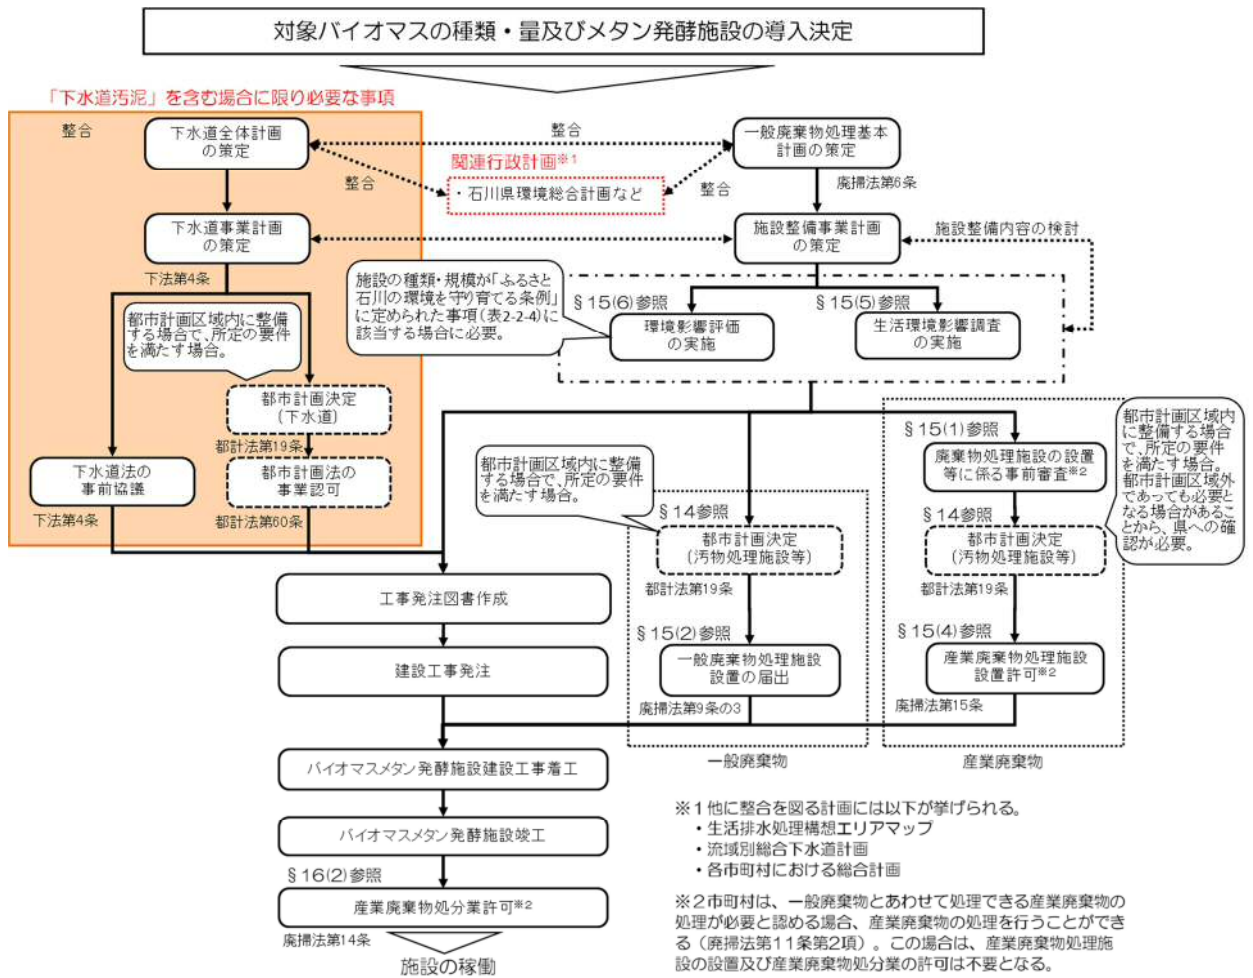 対象バイオマスの種類・量及びメタン発酵施設の導入決定
「下水道汚泥」を含む場合に限り必要な事項
整合
下水道全体計画
の策定
整合
一般廃棄物処理基本
計画の策定
関連行政計画※1
整合
・石川県環境総合計画など
整合
廃掃法第6条
下水道事業計画
の策定
施設整備事業計画
の策定
施設整備内容の検討
下法第4条
施設の種類・規模が「ふるさと
石川の環境を守り育てる条例」
に定められた事項(表2-2-4)に
該当する場合に必要。
§15(6)参照
環境影響評価
の実施
§15(5)参照
生活環境影響調査
の実施
都市計画区域内に整備
する場合で、所定の要件
を満たす場合。
都市計画決定
(下水道)
都計法第19条
下水道法の
事前協議
都市計画法の
事業認可
下法第4条
都計法第60条
都市計画区域内に整備
する場合で、所定の要件
を満たす場合。
§15(1)参照
廃棄物処理施設の設置
等に係る事前審査※2
都市計画区域内
に整備する場合
で、所定の要件
を満たす場合。
都市計画区域外
であっても必要と
なる場合があるこ
とから、県への確
認が必要。
§14参照
都市計画決定
(汚物処理施設等)
都計法第19条
§14参照
都市計画決定
(汚物処理施設等)
都計法第19条
工事発注図書作成
建設工事発注
§15(2)参照
一般廃棄物処理施設
設置の届出
廃掃法第9条の3
§15(4)参照
産業廃棄物処理施設
設置許可※2
廃掃法第15条
一般廃棄物
産業廃棄物
バイオマスメタン発酵施設建設工事着工
バイオマスメタン発酵施設竣工
§16(2)参照
産業廃棄物処分業許可※2
廃掃法第14条
施設の稼働
※1他に整合を図る計画には以下が挙げられる。
・生活排水処理構想エリアマップ
・流域別総合下水道計画
・各市町村における総合計画
※2市町村は、一般廃棄物とあわせて処理できる産業廃棄物の
処理が必要と認める場合、産業廃棄物の処理を行うことができ
る(廃掃法第11条第2項)。この場合は、産業廃棄物処理施
設の設置及び産業廃棄物処分業の許可は不要となる。